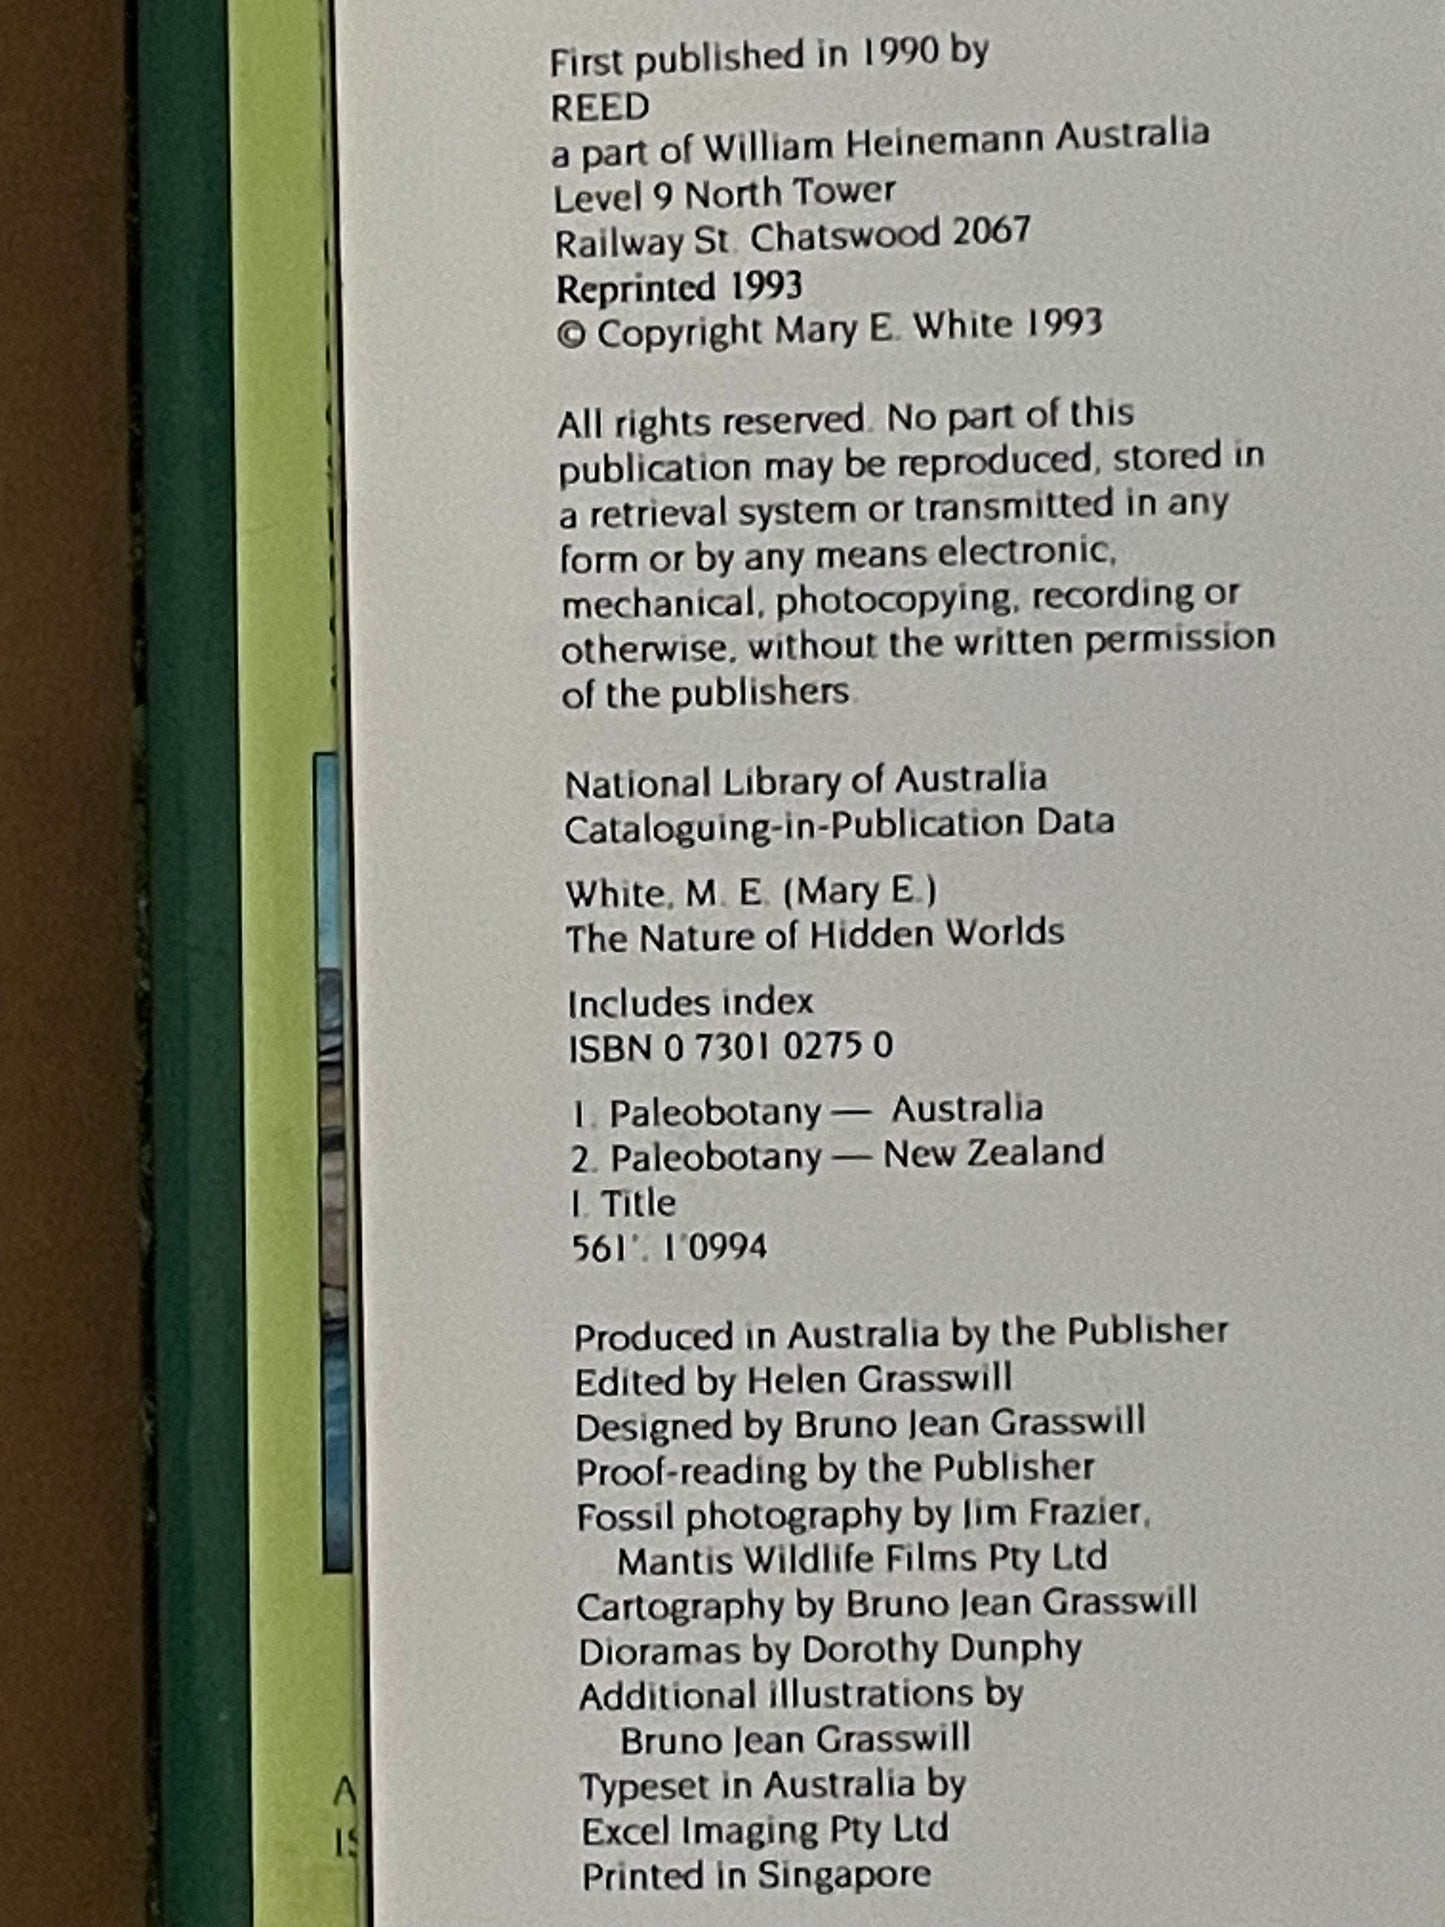 First published in 1990 by
REED
a part of William Heinemann Australia
Level 9 North Tower
Railway St. Chatswood 2067
Reprinted 1993
© Copyright Mary E. White 1993
All rights reserved. No part of this
publication may be reproduced, stored in
a retrieval system or transmitted in any
form or by any means electronic,
mechanical, photocopying, recording or
otherwise, without the written permission
of the publishers.
National Library of Australia
Cataloguing-in-Publication Data
White, M. E. (Mary E.)
The Nature of Hidden Worlds
Includes index
ISBN 0 7301 0275 0
1. Paleobotany — Australia
2. Paleobotany — New Zealand
I. Title
561'. 1'0994
Produced in Australia by the Publisher
Edited by Helen Grasswill
Designed by Bruno Jean Grasswill
Proof-reading by the Publisher
Fossil photography by Jim Frazier,
Mantis Wildlife Films Pty Ltd
Cartography by Bruno Jean Grasswill
Dioramas by Dorothy Dunphy
Additional illustrations by
Bruno Jean Grasswill
Typeset in Australia by
Excel Imaging Pty Ltd
Printed in Singapore